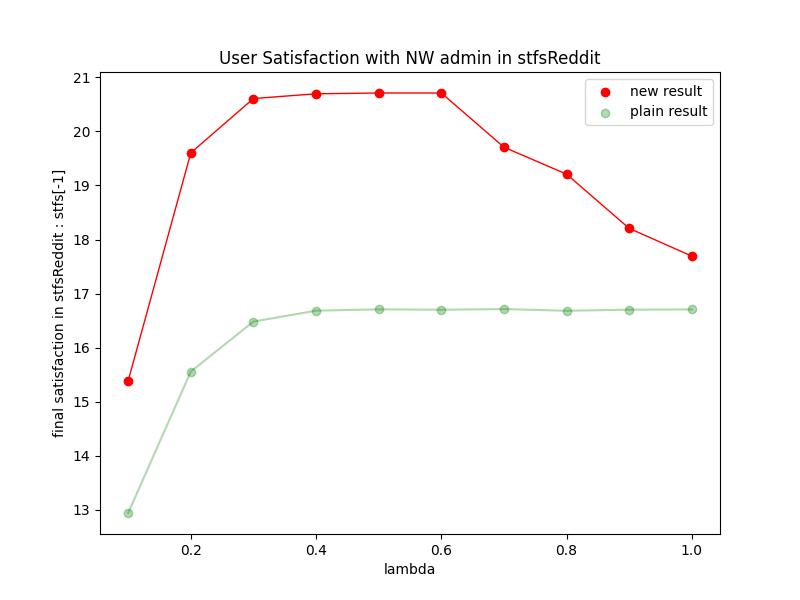 User Satisfaction with NW admin in stfsReddit
new result
plain result
21
20
19
18
17
16
15
14
13
final satisfaction in stfsReddit : stfs[-1]
0.2 0.4 0.6 0.8 1.0
lambda